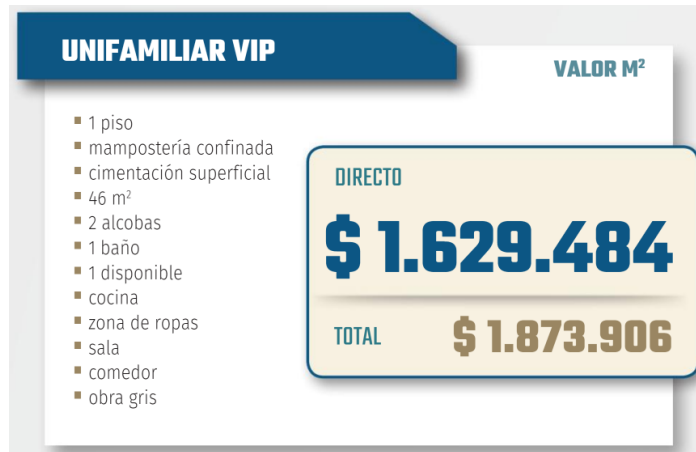 UNIFAMILIAR VIP
VALOR M²
▪ 1 piso
▪ mampostería confinada
▪ cimentación superficial
▪ 46 m²
▪ 2 alcobas
▪ 1 baño
▪ 1 disponible
▪ cocina
▪ zona de ropas
▪ sala
▪ comedor
▪ obra gris
DIRECTO
$ 1.629.484
TOTAL $ 1.873.906